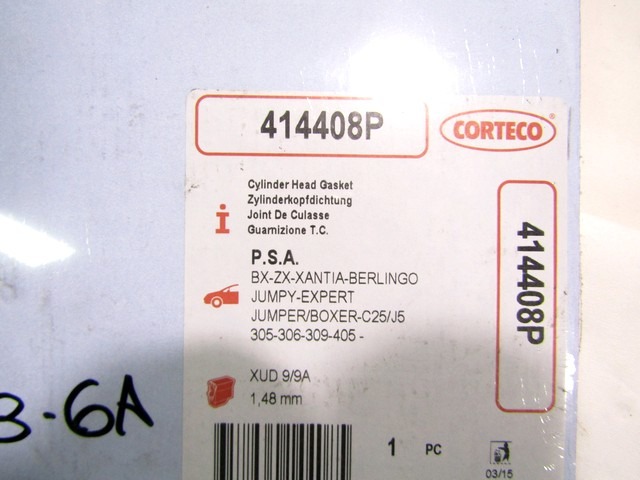 414408P
CORTECO
Cylinder Head Gasket
Zylinderkopfdichtung
Joint De Culasse
Guarnizione T.C.
i
P.S.A.
BX-ZX-XANTIA-BERLINGO
JUMPY-EXPERT
JUMPER/BOXER-C25/J5
305-306-309-405 -
XUD 9/9A
1,48 mm
414408P
3-6A
1 PC
03/15